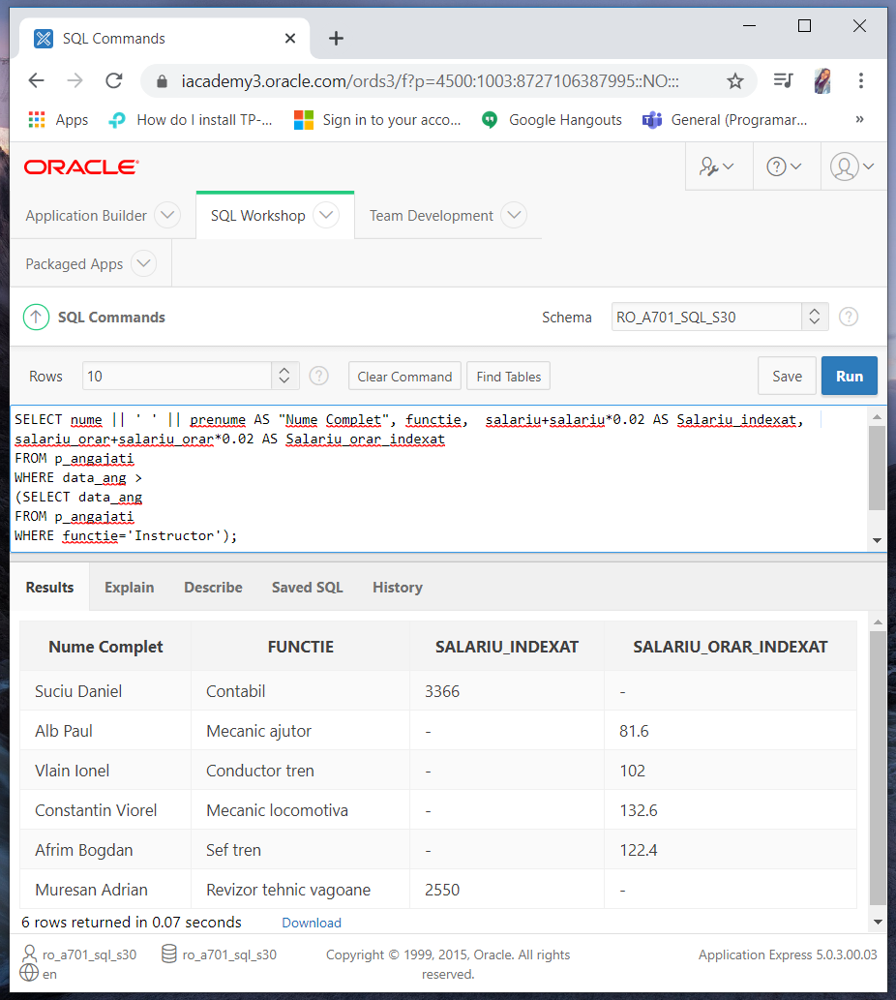 SQL Commands
iacademy3.oracle.com/ords3/f?p=4500:1003:8727106387995::NO:::
Apps How do I install TP-... Sign in to your acco... Google Hangouts General (Programar... »
ORACLE
Application Builder SQL Workshop Team Development
Packaged Apps
SQL Commands Schema RO_A701_SQL_S30
Rows 10 Clear Command Find Tables Save Run
SELECT nume || ' ' || prenume AS "Nume Complet", functie,  salariu+salariu*0.02 AS Salariu_indexat,
salariu_orar+salariu_orar*0.02 AS Salariu_orar_indexat
FROM p_angajati
WHERE data_ang >
(SELECT data_ang
FROM p_angajati
WHERE functie='Instructor');
Results Explain Describe Saved SQL History
Nume Complet FUNCTIE SALARIU_INDEXAT SALARIU_ORAR_INDEXAT
Suciu Daniel Contabil 3366 -
Alb Paul Mecanic ajutor - 81.6
Vlain Ionel Conductor tren - 102
Constantin Viorel Mecanic locomotiva - 132.6
Afrim Bogdan Sef tren - 122.4
Muresan Adrian Revizor tehnic vagoane 2550 -
6 rows returned in 0.07 seconds Download
ro_a701_sql_s30 ro_a701_sql_s30 Copyright © 1999, 2015, Oracle. All rights Application Express 5.0.3.00.03
en reserved.